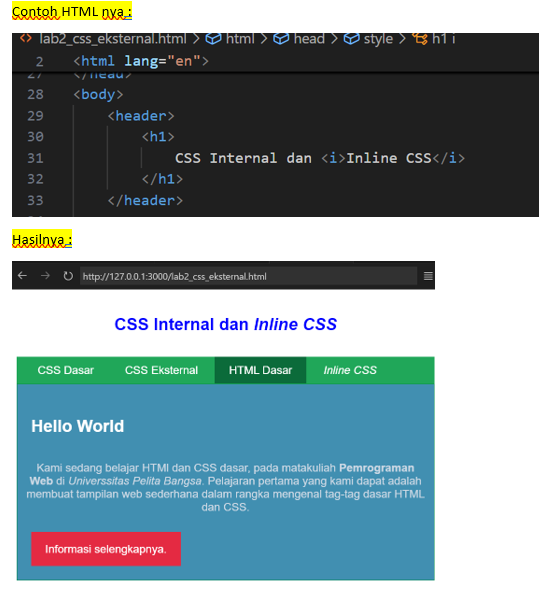 Contoh HTML nya :
lab2_css_eksternal.html > html > head > style > h1 i
2 <html lang="en">
27 </head>
28 <body>
29 <header>
30 <h1>
31 CSS Internal dan <i>Inline CSS</i>
32 </h1>
33 </header>
Hasilnya :
http://127.0.0.1:3000/lab2_css_eksternal.html
CSS Internal dan Inline CSS
CSS Dasar CSS Eksternal HTML Dasar Inline CSS
Hello World
Kami sedang belajar HTMl dan CSS dasar, pada matakuliah Pemrograman
Web di Universsitas Pelita Bangsa. Pelajaran pertama yang kami dapat adalah
membuat tampilan web sederhana dalam rangka mengenal tag-tag dasar HTML
dan CSS.
Informasi selengkapnya.